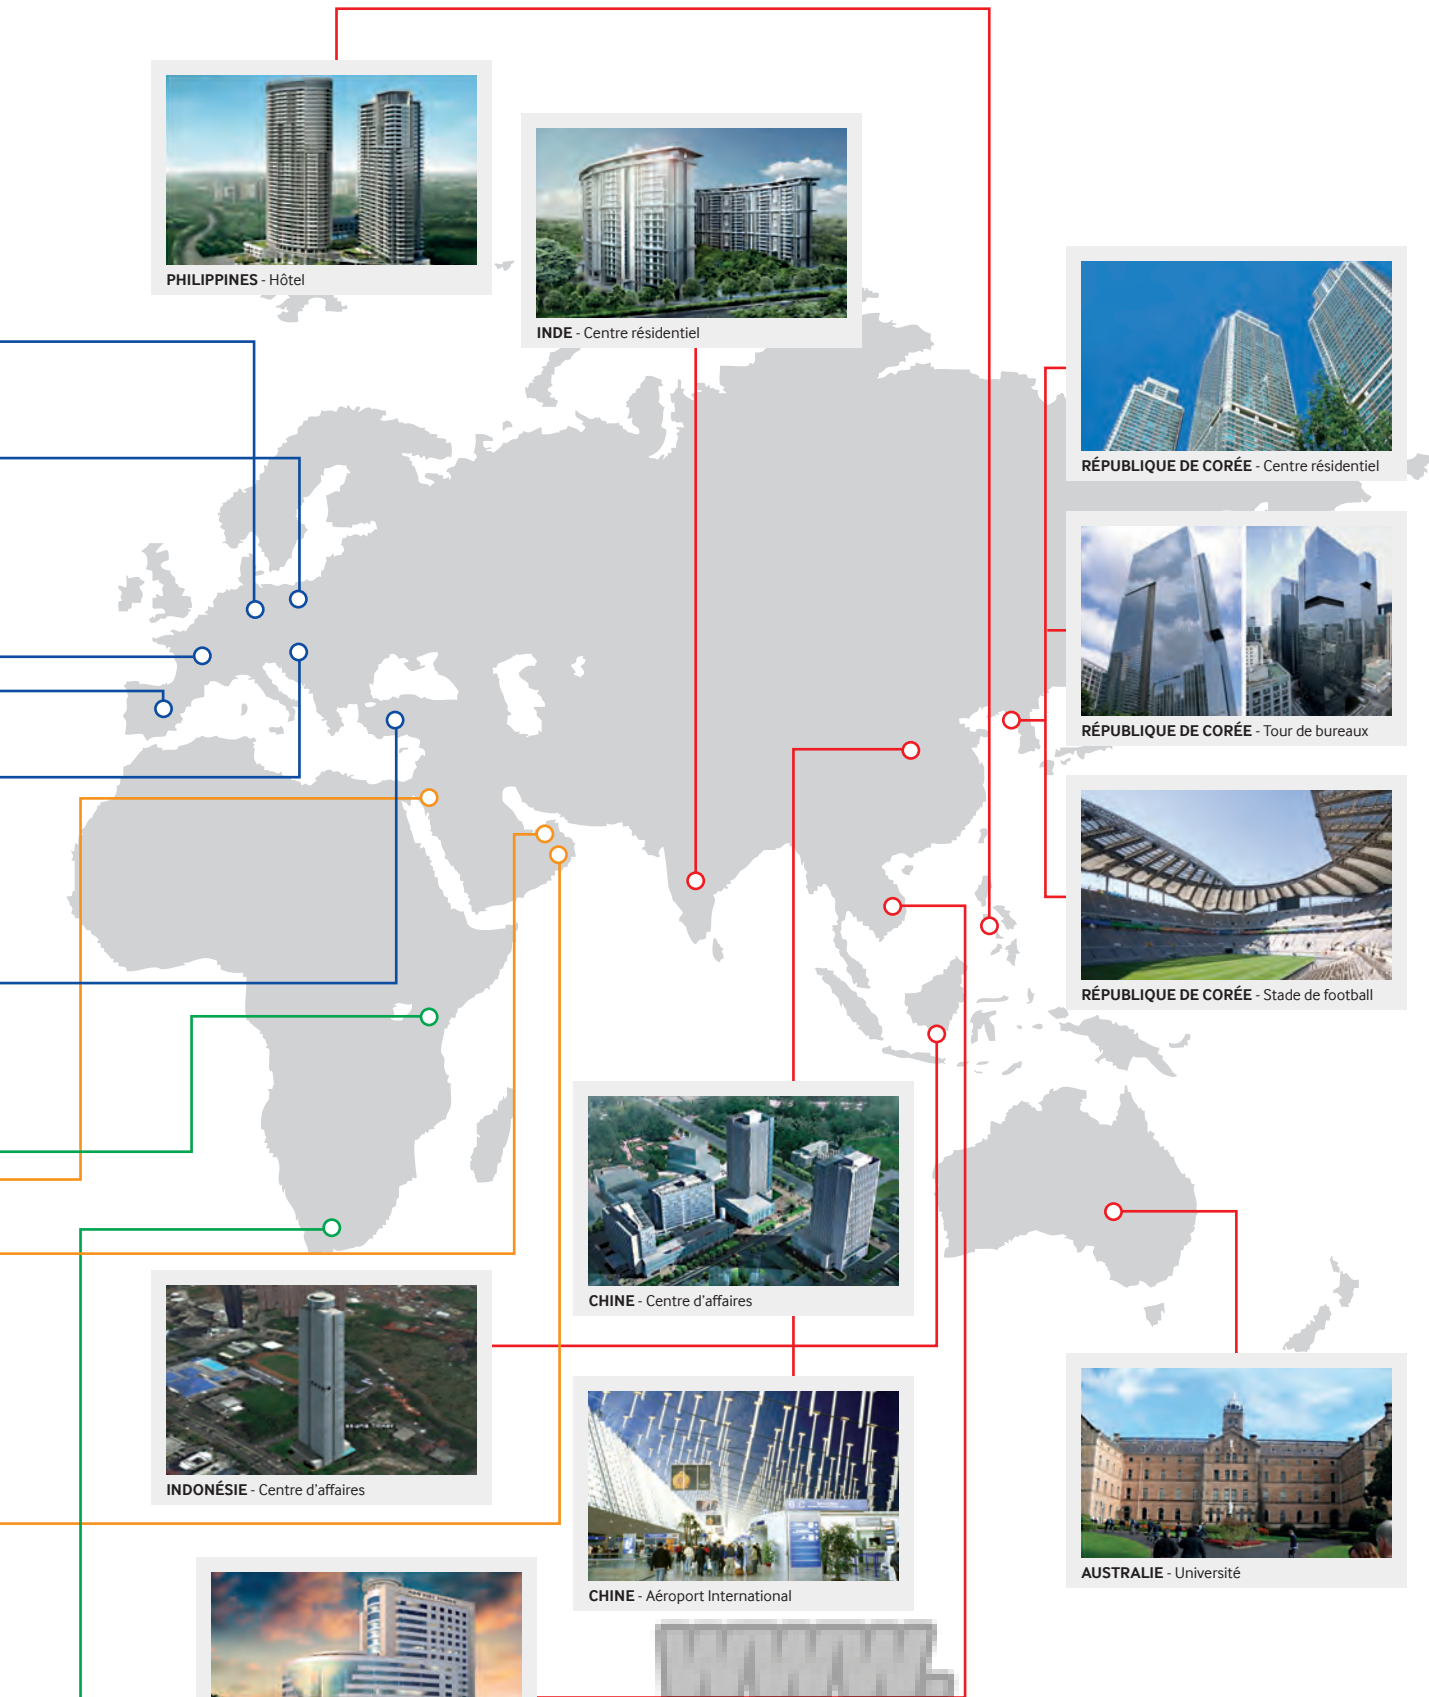 PHILIPPINES - Hôtel
INDE - Centre résidentiel
RÉPUBLIQUE DE CORÉE - Centre résidentiel
RÉPUBLIQUE DE CORÉE - Tour de bureaux
RÉPUBLIQUE DE CORÉE - Stade de football
CHINE - Centre d'affaires
INDONÉSIE - Centre d'affaires
CHINE - Aéroport International
AUSTRALIE - Université